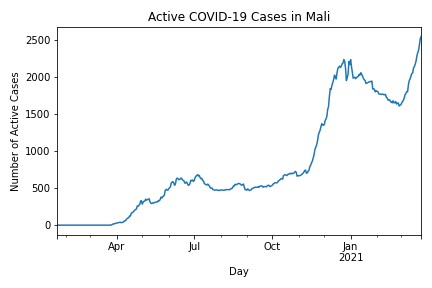 Active COVID-19 Cases in Mali
Number of Active Cases
2500
2000
1500
1000
500
0
Apr Jul Oct Jan
2021
Day